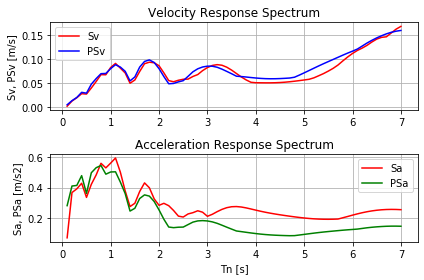 Velocity Response Spectrum
Sv, PSv [m/s]
0.15
0.10
0.05
0.00
Sv
PSv
0 1 2 3 4 5 6 7
Acceleration Response Spectrum
Sa, PSa [m/s2]
0.6
0.4
0.2
Sa
PSa
0 1 2 3 4 5 6 7
Tn [s]